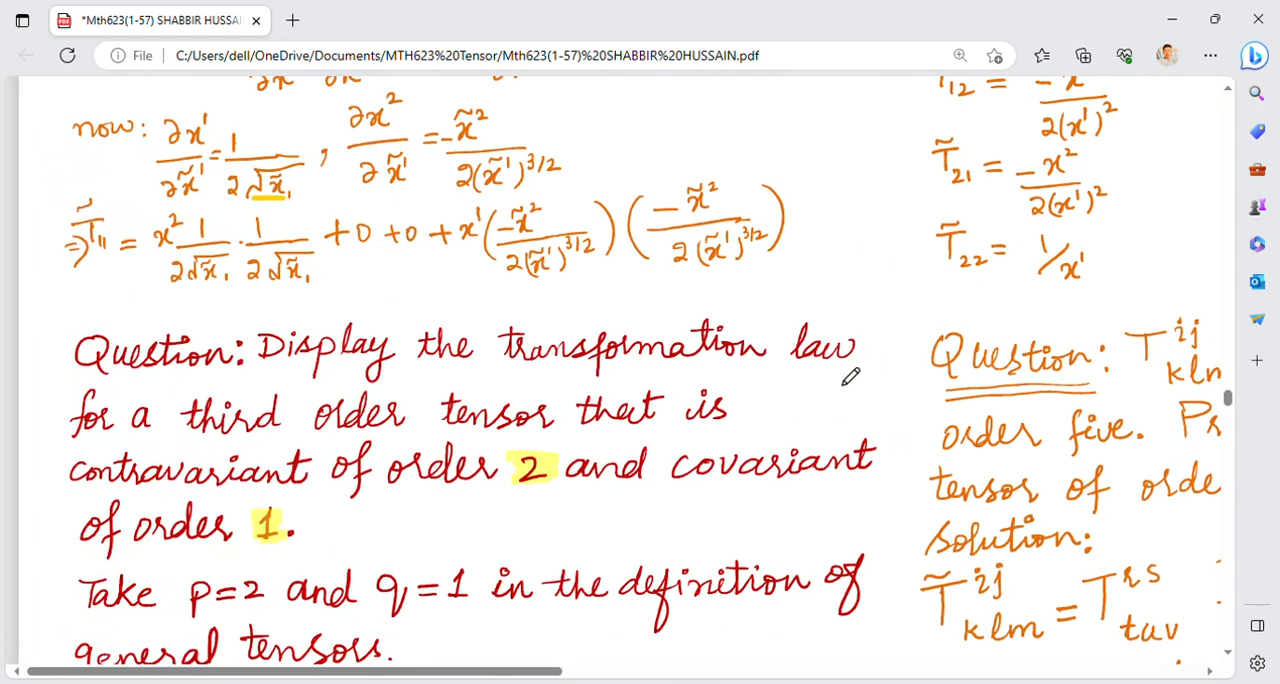 *Mth623(1-57) SHABBIR HUSSAI
File C:/Users/dell/OneDrive/Documents/MTH623%20Tensor/Mth623(1-57)%20SHABBIR%20HUSSAIN.pdf
now: ∂x¹/∂x̃¹ = 1/(2√x̃₁) , ∂x²/∂x̃¹ = -x̃²/(2(x̃¹)^3/2)
⇒ T̃₁₁ = x² 1/(2√x̃₁) · 1/(2√x̃₁) + 0 + 0 + x¹ (-x̃²/(2(x̃¹)^3/2)) (-x̃²/(2(x̃¹)^3/2))
Question: Display the transformation law
for a third order tensor that is
contravariant of order 2 and covariant
of order 1.
Take p=2 and q=1 in the definition of
general tensors.
T̃₂₁ = -x²/(2(x¹)²)
T̃₂₂ = 1/x¹
Question: T^ij_klm
order five. Pr
tensor of orde
solution:
T̃^ij_klm = T^rs_tuv